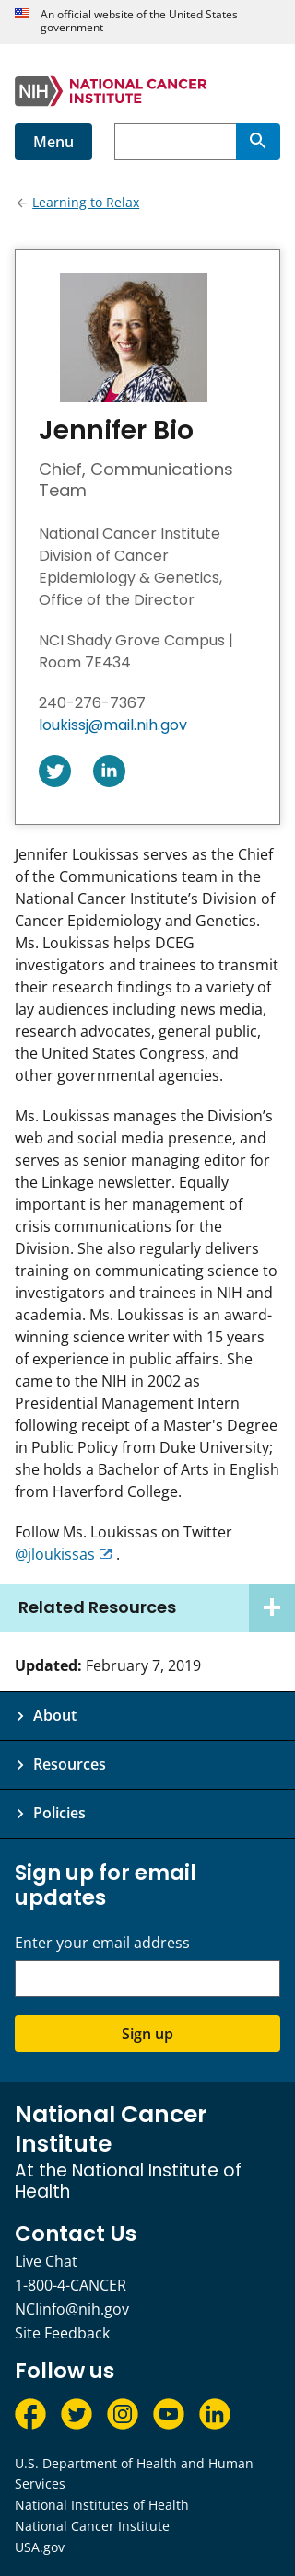 An official website of the United States
government
NIH NATIONAL CANCER
INSTITUTE
Menu
Learning to Relax
Jennifer Bio
Chief, Communications
Team
National Cancer Institute
Division of Cancer
Epidemiology & Genetics,
Office of the Director
NCI Shady Grove Campus |
Room 7E434
240-276-7367
loukissj@mail.nih.gov
Jennifer Loukissas serves as the Chief
of the Communications team in the
National Cancer Institute’s Division of
Cancer Epidemiology and Genetics.
Ms. Loukissas helps DCEG
investigators and trainees to transmit
their research findings to a variety of
lay audiences including news media,
research advocates, general public,
the United States Congress, and
other governmental agencies.
Ms. Loukissas manages the Division’s
web and social media presence, and
serves as senior managing editor for
the Linkage newsletter. Equally
important is her management of
crisis communications for the
Division. She also regularly delivers
training on communicating science to
investigators and trainees in NIH and
academia. Ms. Loukissas is an award-
winning science writer with 15 years
of experience in public affairs. She
came to the NIH in 2002 as
Presidential Management Intern
following receipt of a Master's Degree
in Public Policy from Duke University;
she holds a Bachelor of Arts in English
from Haverford College.
Follow Ms. Loukissas on Twitter
@jloukissas .
Related Resources
Updated: February 7, 2019
About
Resources
Policies
Sign up for email
updates
Enter your email address
Sign up
National Cancer
Institute
At the National Institute of
Health
Contact Us
Live Chat
1-800-4-CANCER
NCIinfo@nih.gov
Site Feedback
Follow us
U.S. Department of Health and Human
Services
National Institutes of Health
National Cancer Institute
USA.gov